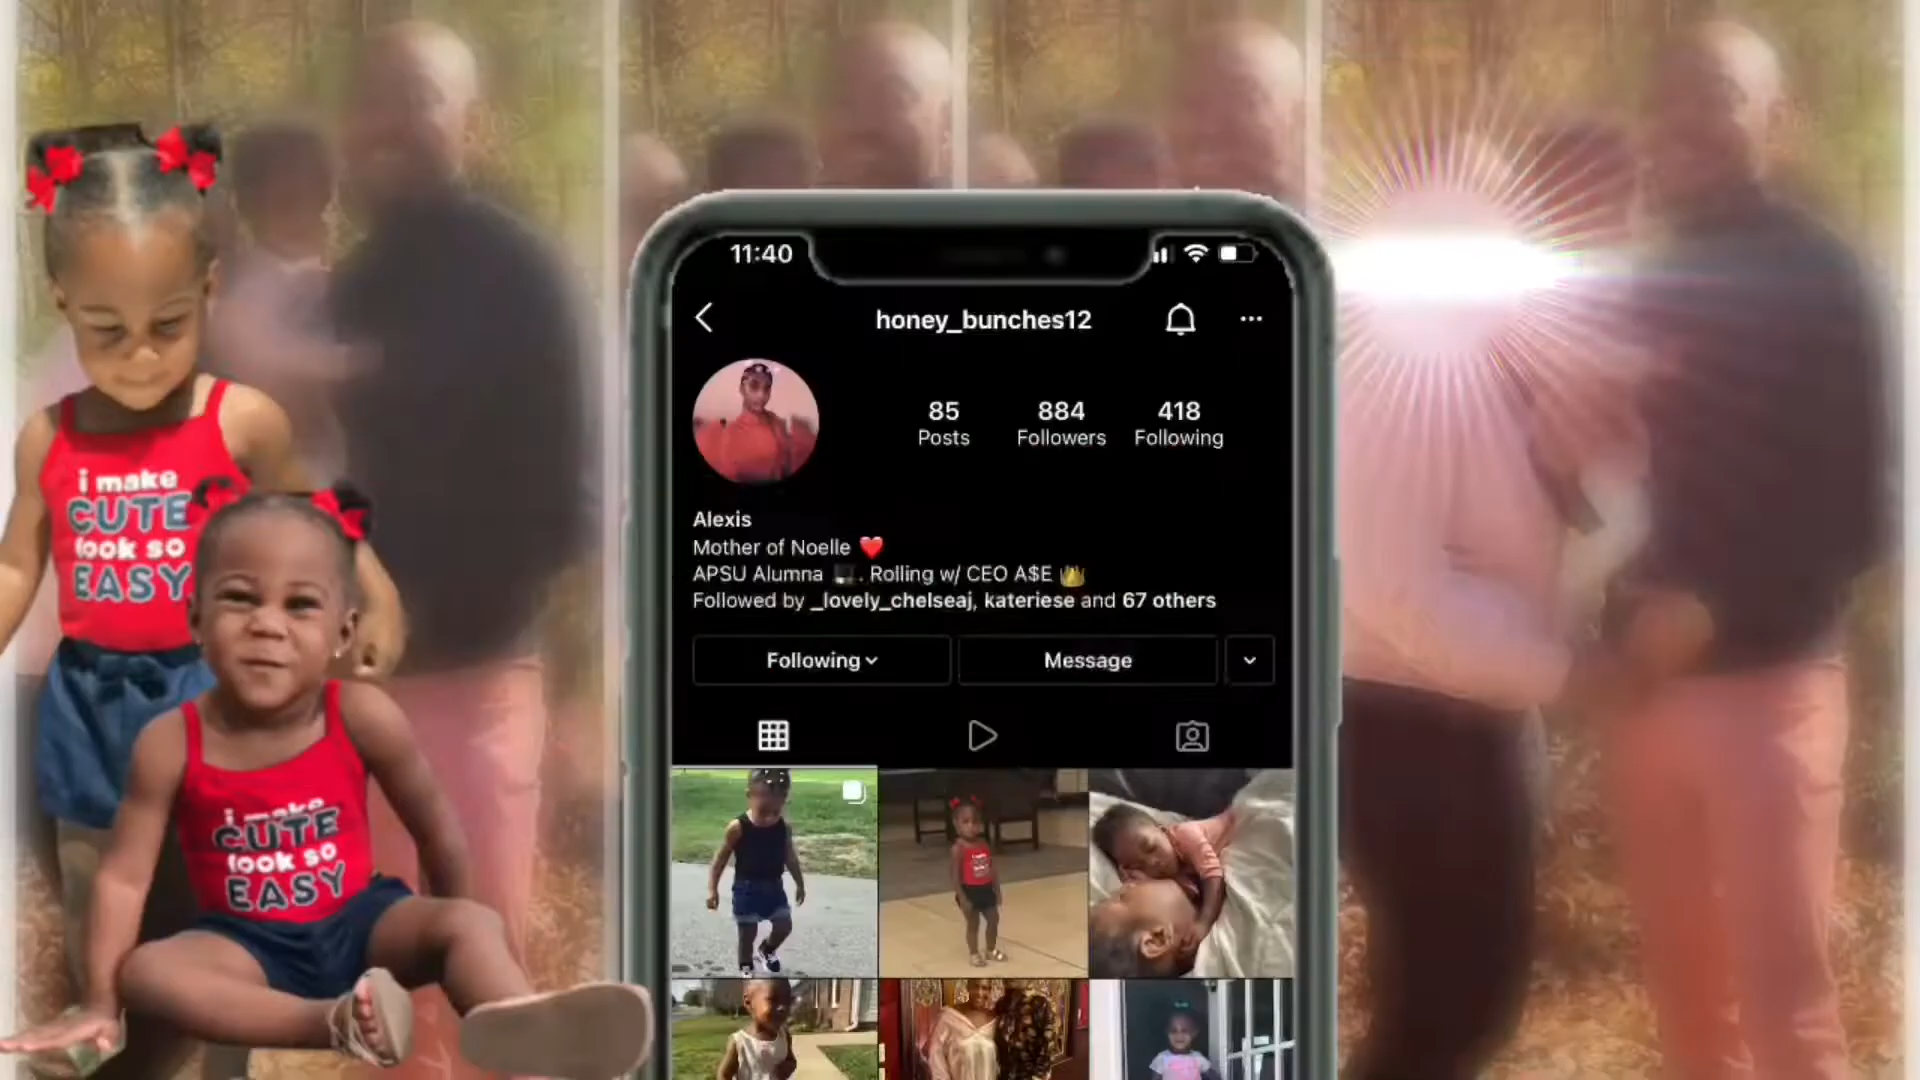 i make
CUTE
look so
EASY
i make
CUTE
look so
EASY
11:40
honey_bunches12
85
Posts
884
Followers
418
Following
Alexis
Mother of Noelle ❤️
APSU Alumna . Rolling w/ CEO A$E 👑
Followed by _lovely_chelseaj, kateriese and 67 others
Following
Message